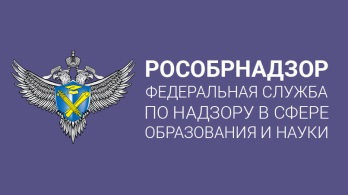 РОСОБРНАДЗОР
ФЕДЕРАЛЬНАЯ СЛУЖБА
ПО НАДЗОРУ В СФЕРЕ
ОБРАЗОВАНИЯ И НАУКИ